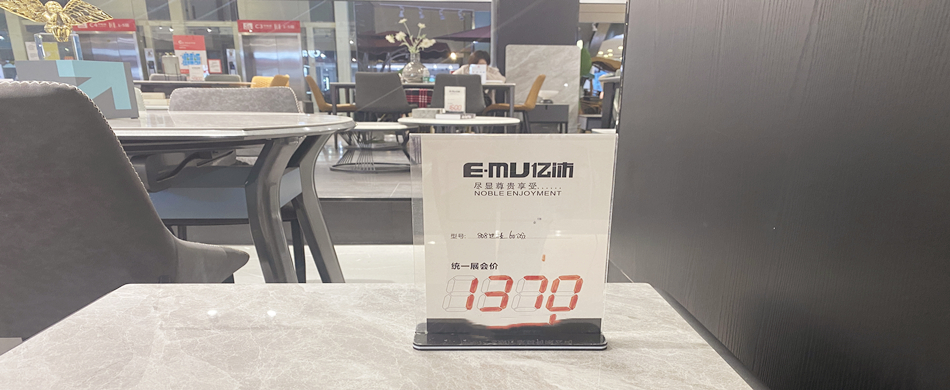 E·MU亿沐
尽显尊贵享受......
NOBLE ENJOYMENT
型号:
统一展会价
1370